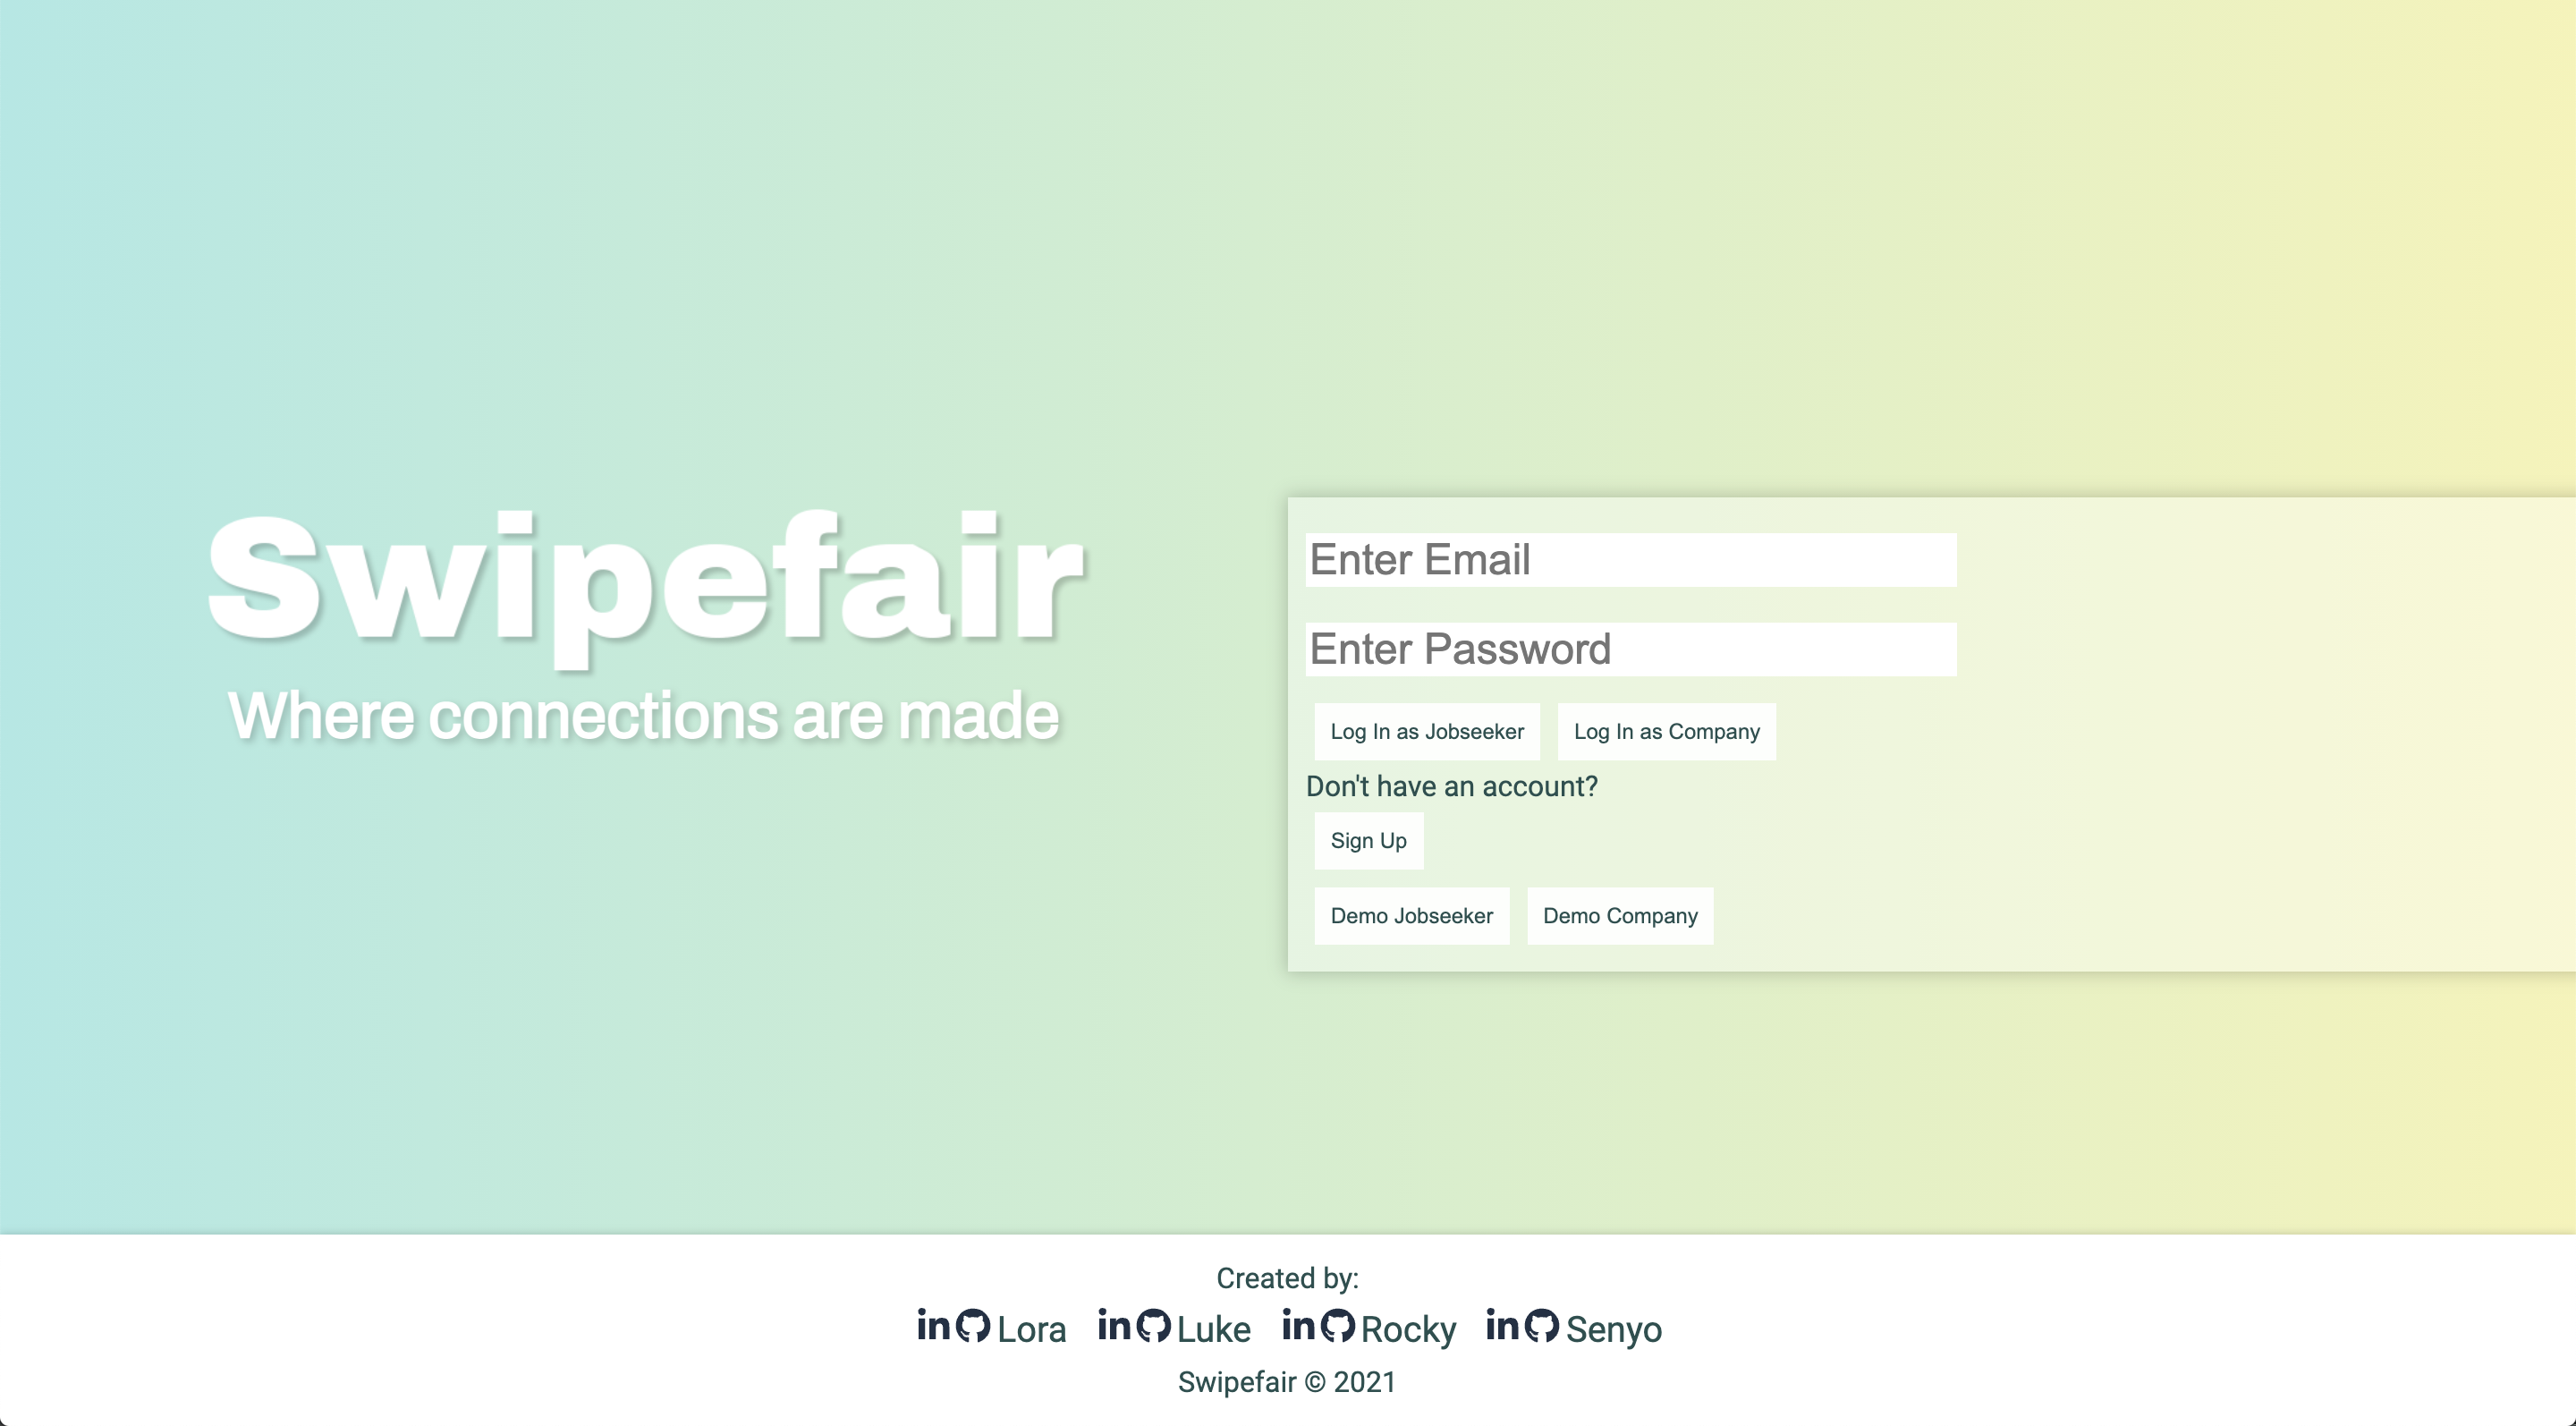 Swipefair
Where connections are made
Enter Email
Enter Password
Log In as Jobseeker Log In as Company
Don't have an account?
Sign Up
Demo Jobseeker Demo Company
Created by:
in Lora in Luke in Rocky in Senyo
Swipefair © 2021